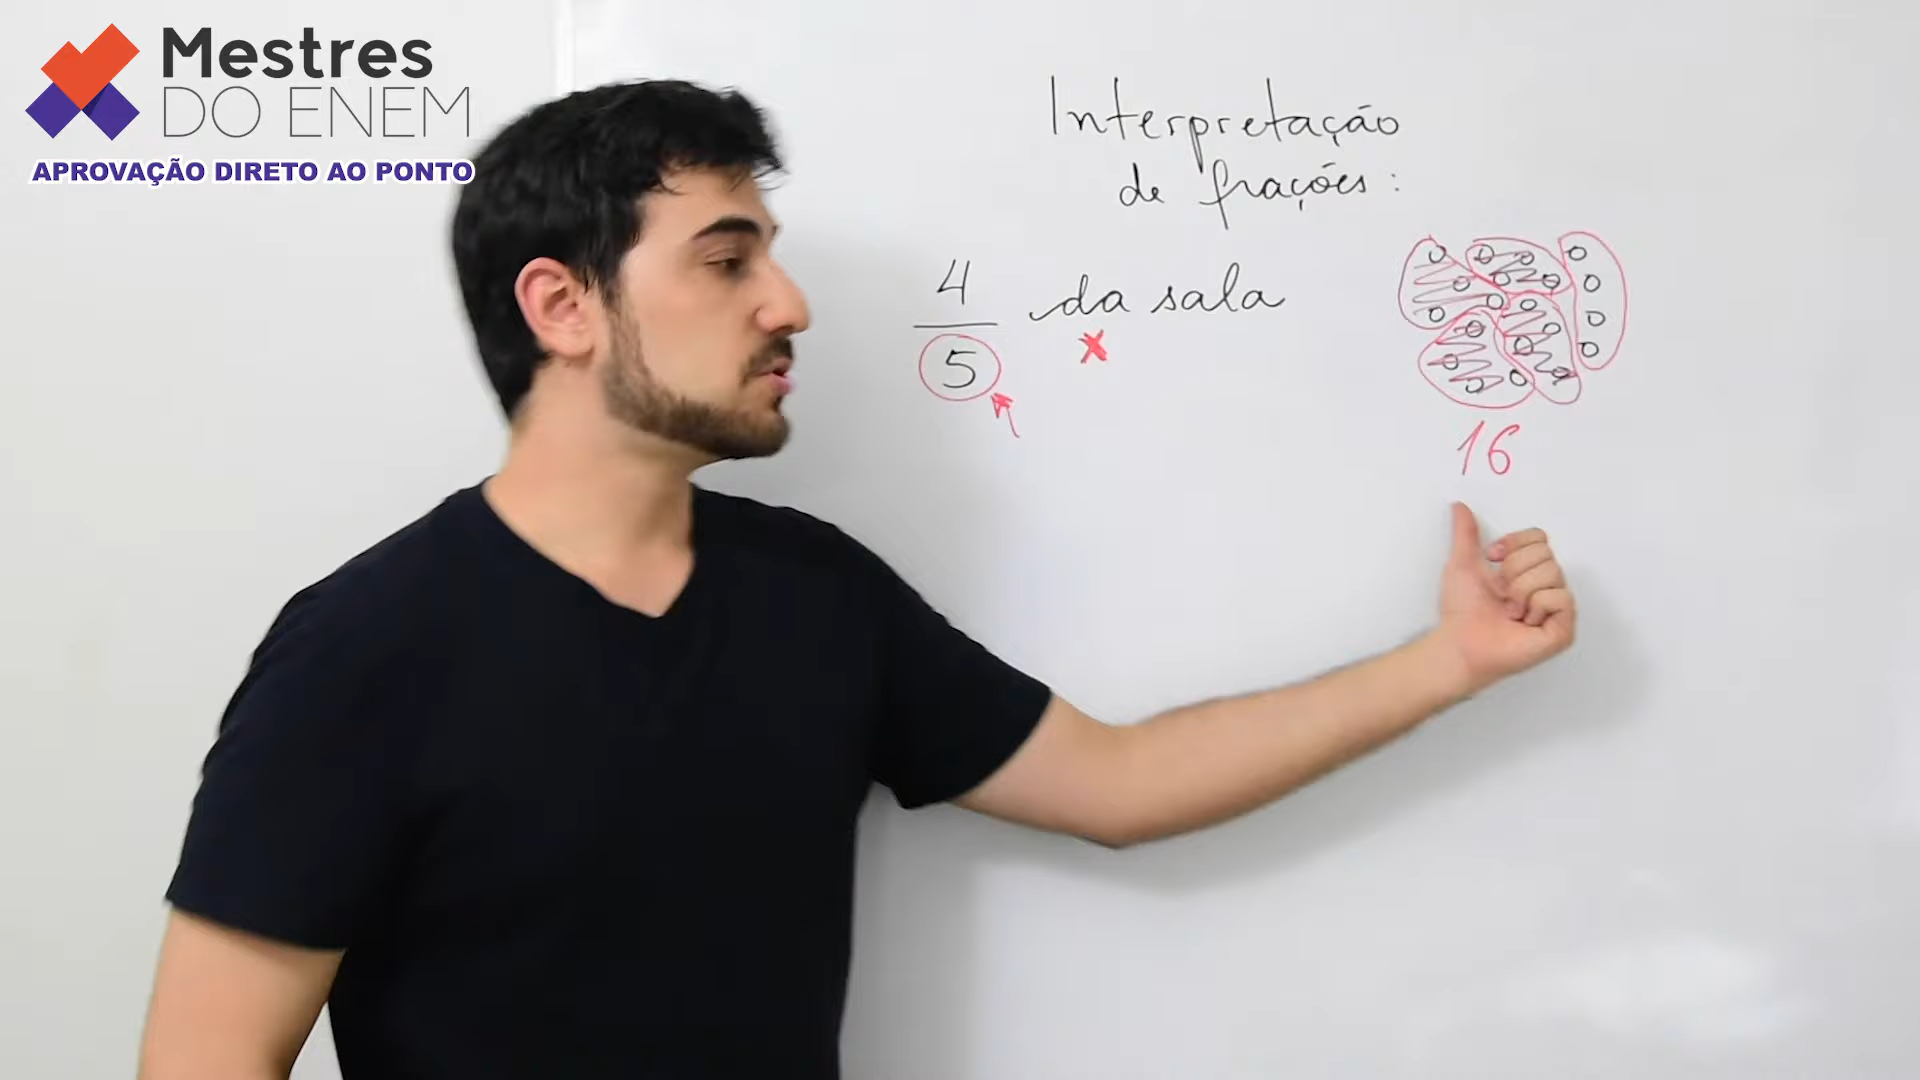 Mestres
DO ENEM
APROVAÇÃO DIRETO AO PONTO
Interpretação
de frações:
4
5
da sala
x
16